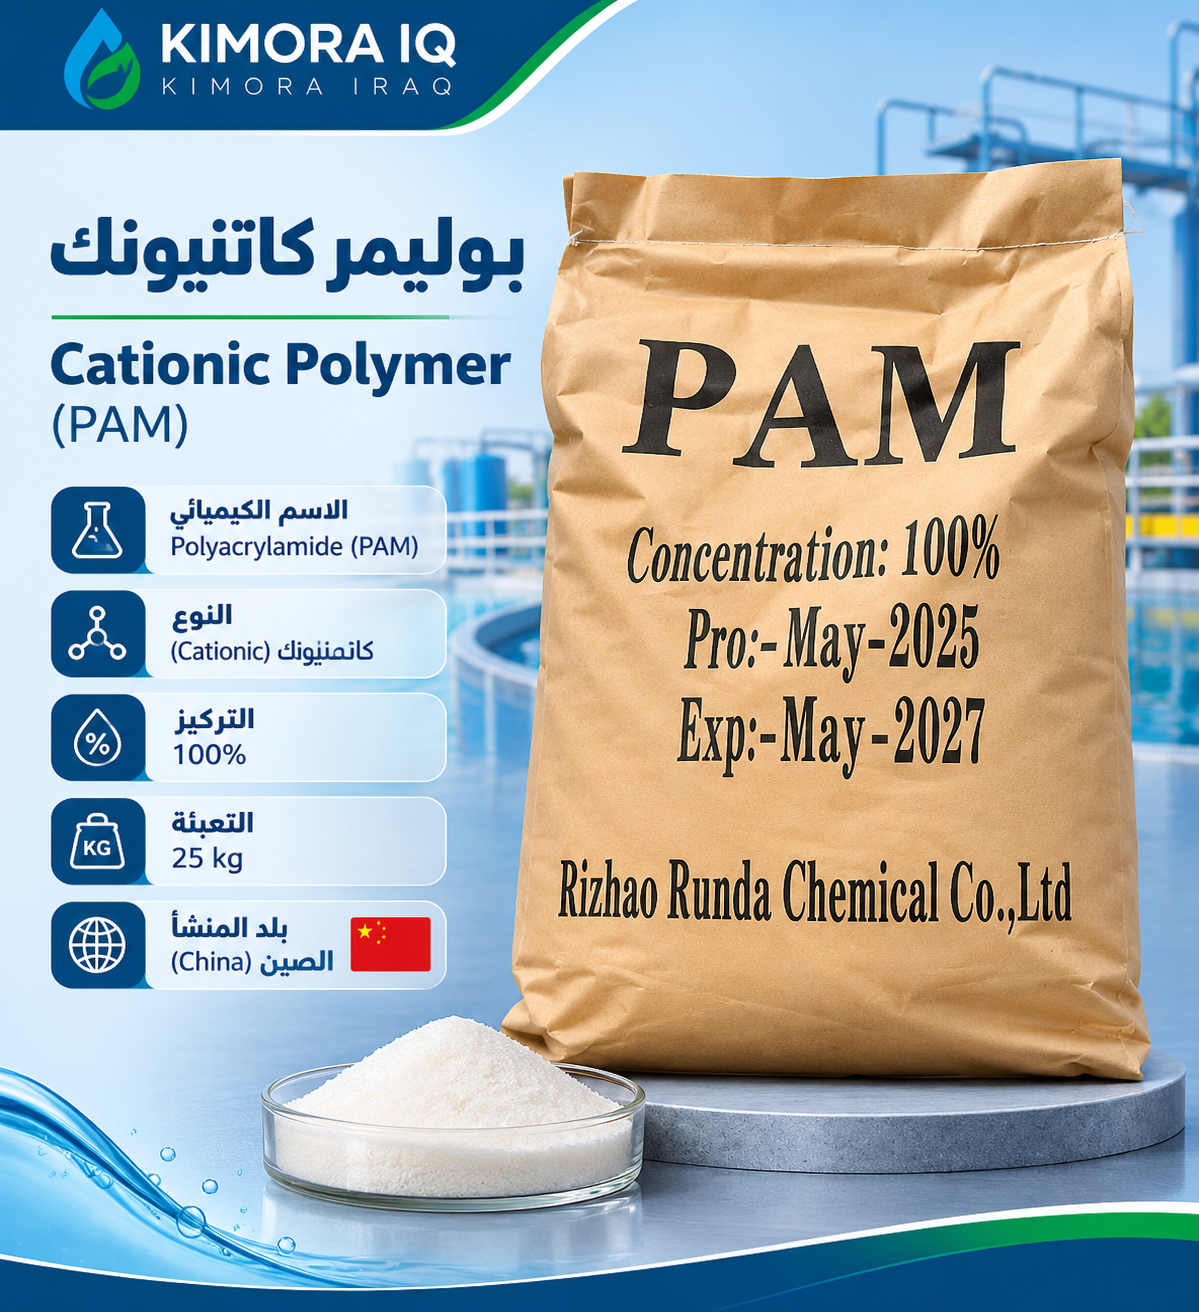 KIMORA IQ
KIMORA IRAQ
بوليمر كاتنيونك
Cationic Polymer
(PAM)
الاسم الكيميائي
Polyacrylamide (PAM)
النوع
كاتمنيونك (Cationic)
%
التركيز
100%
KG
التعبئة
25 kg
بلد المنشأ
الصين (China)
PAM
Concentration: 100%
Pro:-May-2025
Exp:-May-2027
Rizhao Runda Chemical Co.,Ltd